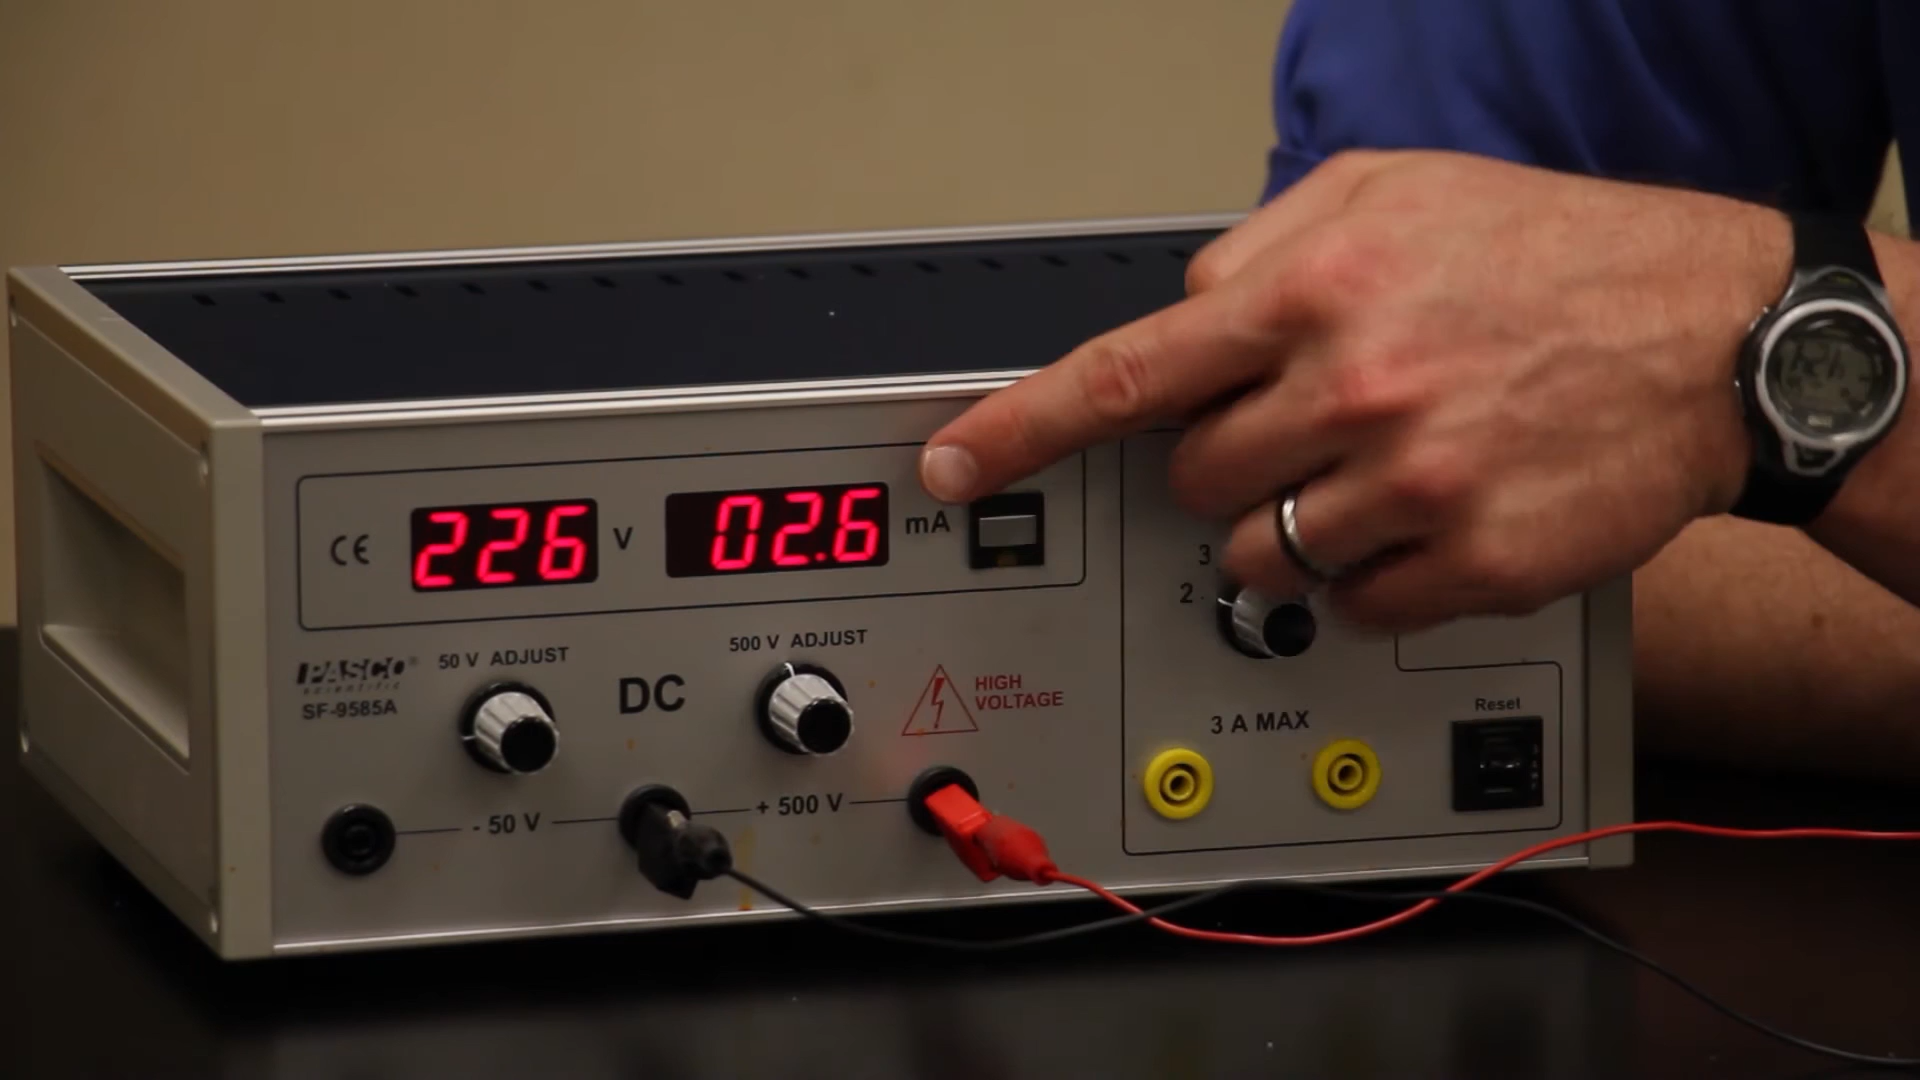 CE 226 V 02.6 mA
3
2
PASCO®
scientific
SF-9585A
50 V ADJUST
DC
500 V ADJUST
HIGH
VOLTAGE
- 50 V
+ 500 V
3 A MAX
Reset